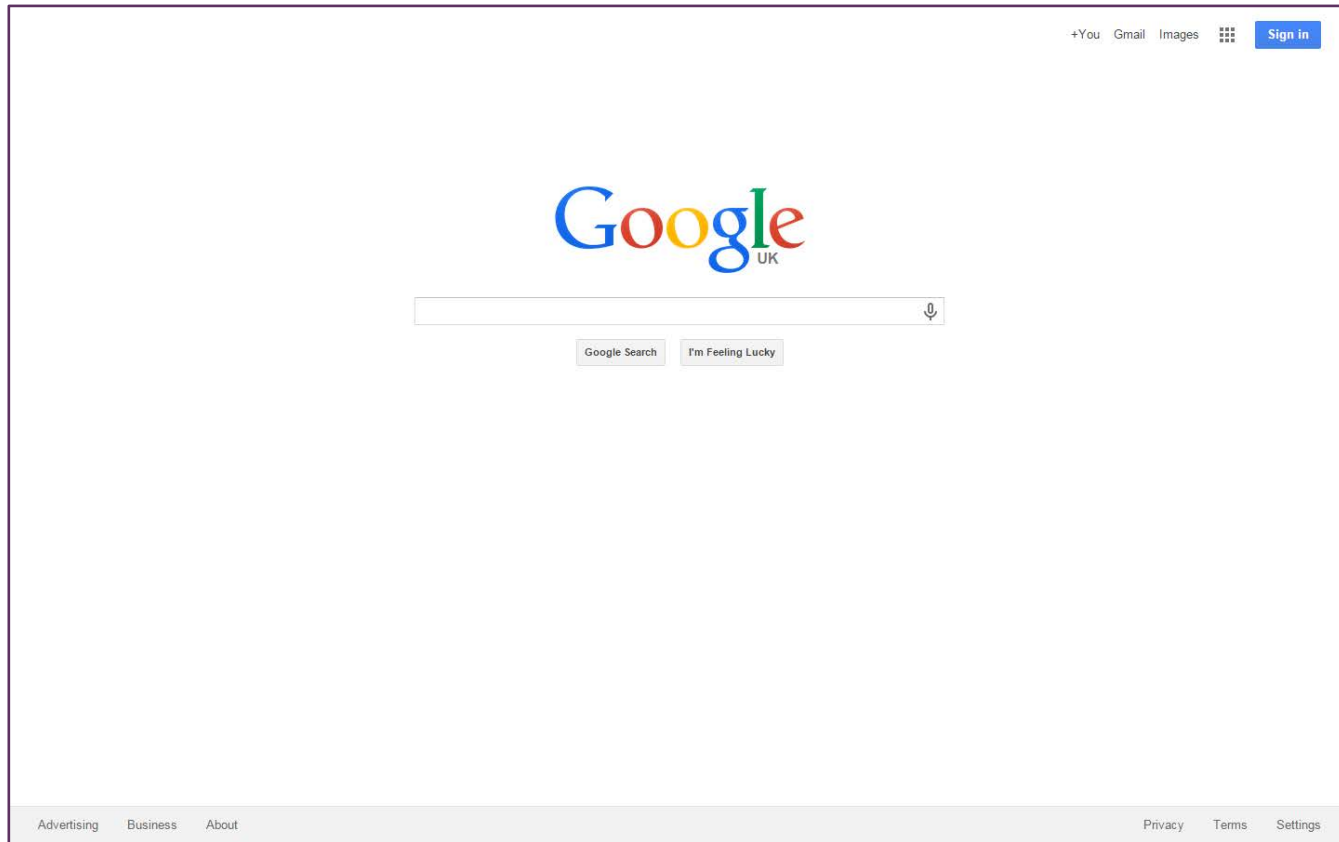 +You Gmail Images Sign in
Google
UK
Google Search I'm Feeling Lucky
Advertising Business About Privacy Terms Settings